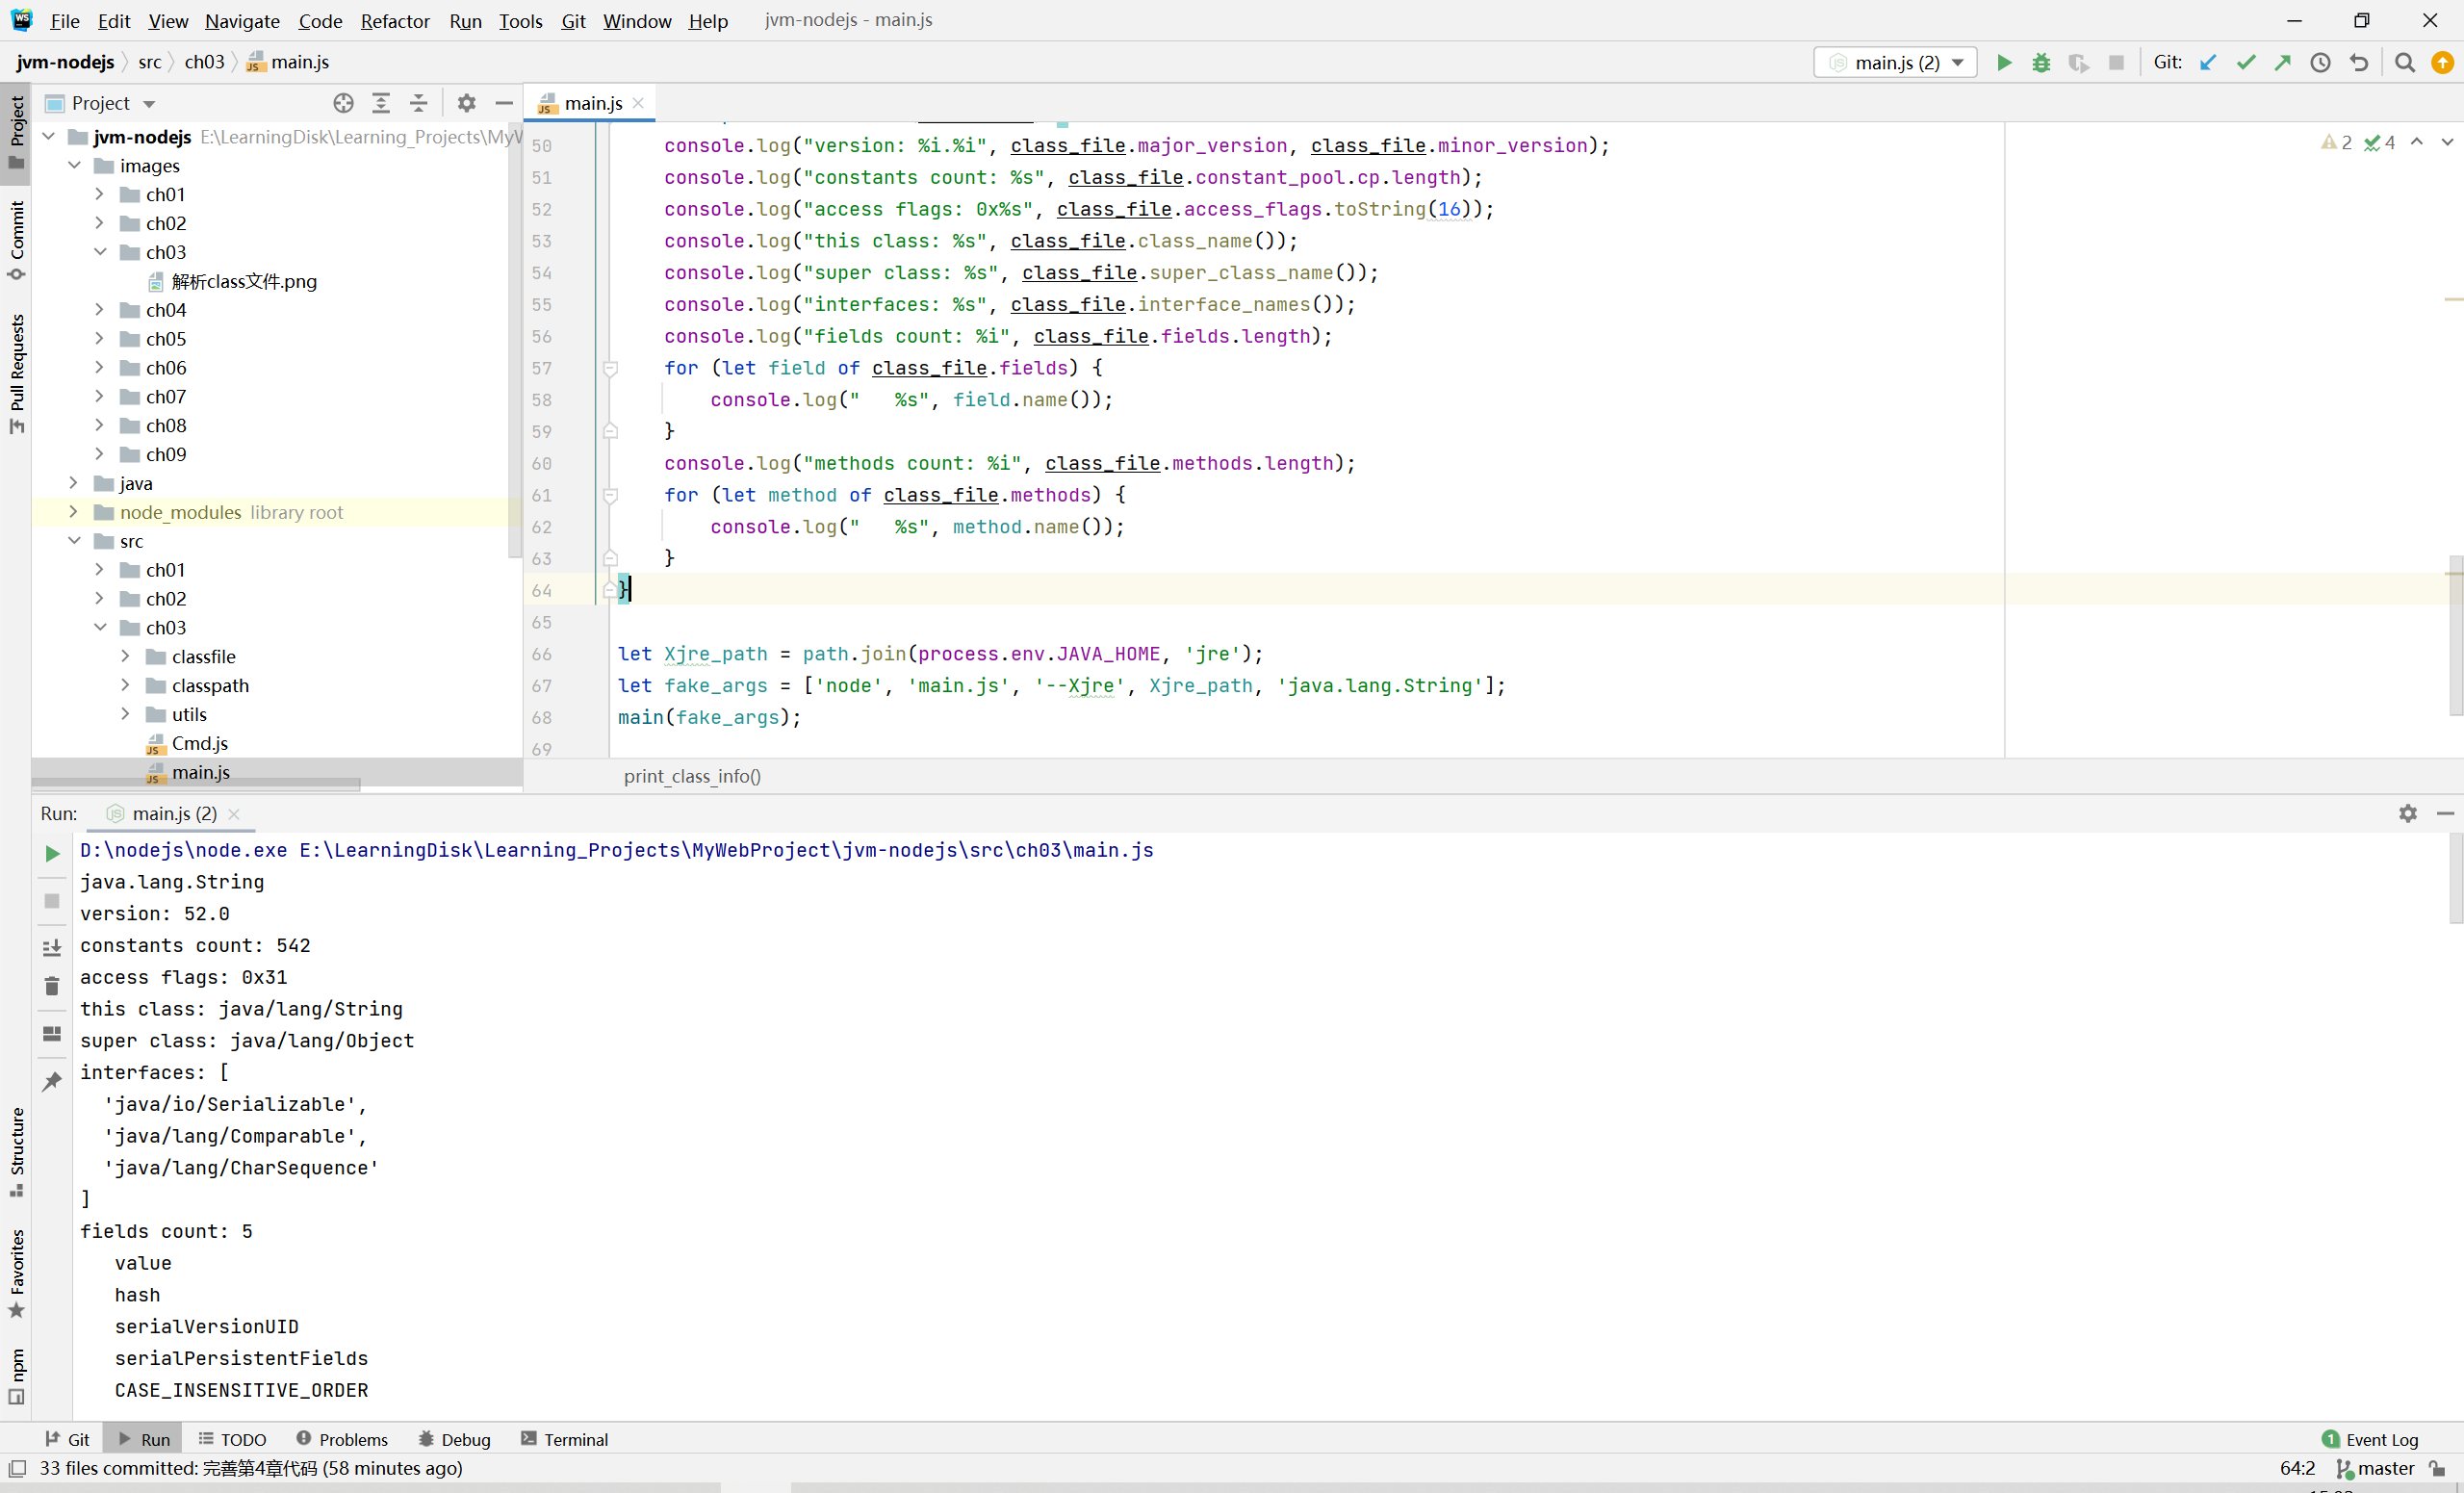 File Edit View Navigate Code Refactor Run Tools Git Window Help jvm-nodejs - main.js
jvm-nodejs src ch03 main.js
main.js (2) Git:
Project
main.js
jvm-nodejs E:\LearningDisk\Learning_Projects\MyW
images
ch01
ch02
ch03
解析class文件.png
ch04
ch05
ch06
ch07
ch08
ch09
java
node_modules library root
src
ch01
ch02
ch03
classfile
classpath
utils
Cmd.js
main.js
Project
Commit
Pull Requests
Structure
Favorites
npm
2 4
50 console.log("version: %i.%i", class_file.major_version, class_file.minor_version);
51 console.log("constants count: %s", class_file.constant_pool.cp.length);
52 console.log("access flags: 0x%s", class_file.access_flags.toString(16));
53 console.log("this class: %s", class_file.class_name());
54 console.log("super class: %s", class_file.super_class_name());
55 console.log("interfaces: %s", class_file.interface_names());
56 console.log("fields count: %i", class_file.fields.length);
57 for (let field of class_file.fields) {
58 console.log("   %s", field.name());
59 }
60 console.log("methods count: %i", class_file.methods.length);
61 for (let method of class_file.methods) {
62 console.log("   %s", method.name());
63 }
64 }
65
66 let Xjre_path = path.join(process.env.JAVA_HOME, 'jre');
67 let fake_args = ['node', 'main.js', '--Xjre', Xjre_path, 'java.lang.String'];
68 main(fake_args);
69
print_class_info()
Run: main.js (2)
D:\nodejs\node.exe E:\LearningDisk\Learning_Projects\MyWebProject\jvm-nodejs\src\ch03\main.js
java.lang.String
version: 52.0
constants count: 542
access flags: 0x31
this class: java/lang/String
super class: java/lang/Object
interfaces: [
'java/io/Serializable',
'java/lang/Comparable',
'java/lang/CharSequence'
]
fields count: 5
value
hash
serialVersionUID
serialPersistentFields
CASE_INSENSITIVE_ORDER
Git Run TODO Problems Debug Terminal 1 Event Log
33 files committed: 完善第4章代码 (58 minutes ago) 64:2 master